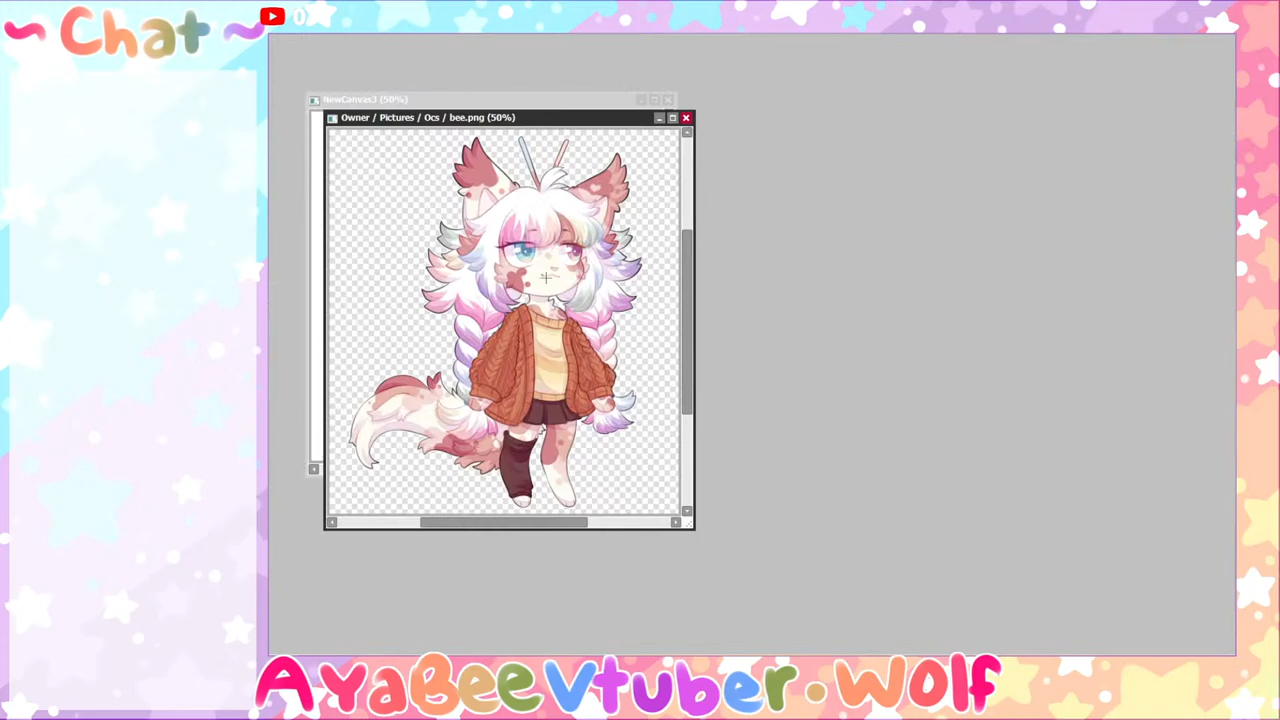 ~ Chat ~
0
NewCanvas3 (50%)
Owner / Pictures / Ocs / bee.png (50%)
AyaBeeVtuber.Wolf